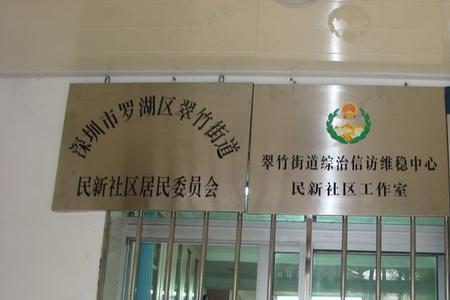 深圳市罗湖区翠竹街道
民新社区居民委员会
翠竹街道综治信访维稳中心
民新社区工作室